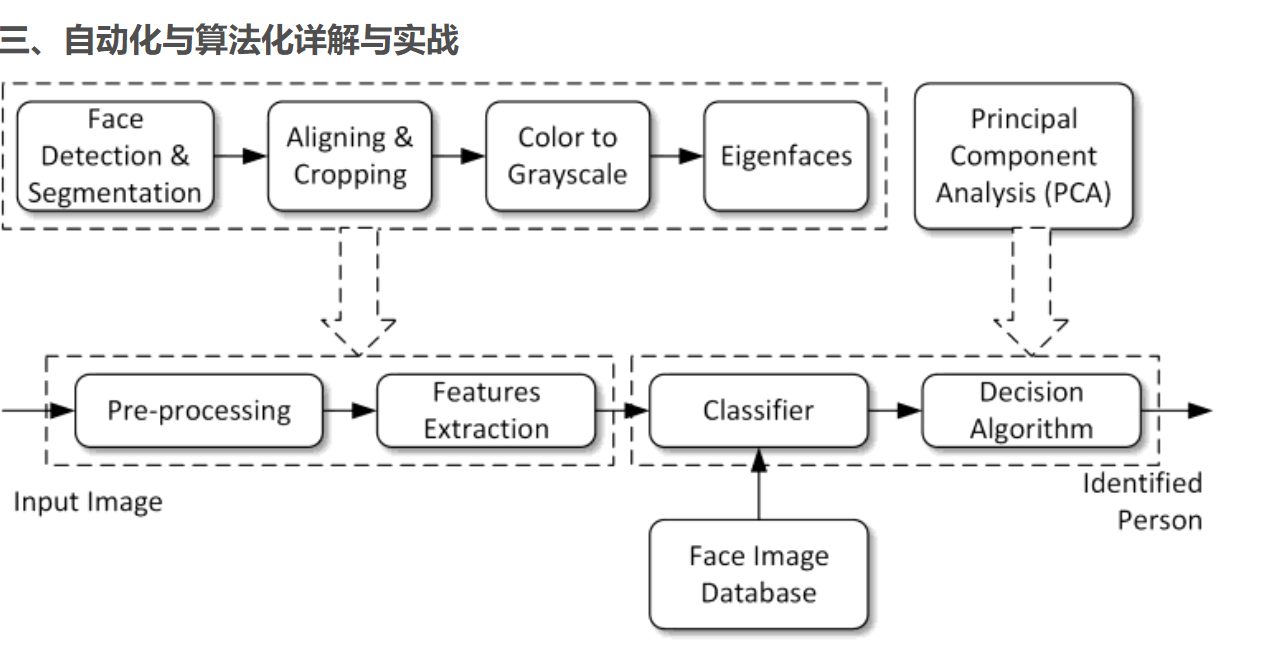 三、自动化与算法化详解与实战
Face
Detection &
Segmentation
Aligning &
Cropping
Color to
Grayscale
Eigenfaces
Principal
Component
Analysis (PCA)
Pre-processing
Features
Extraction
Classifier
Decision
Algorithm
Input Image
Identified
Person
Face Image
Database